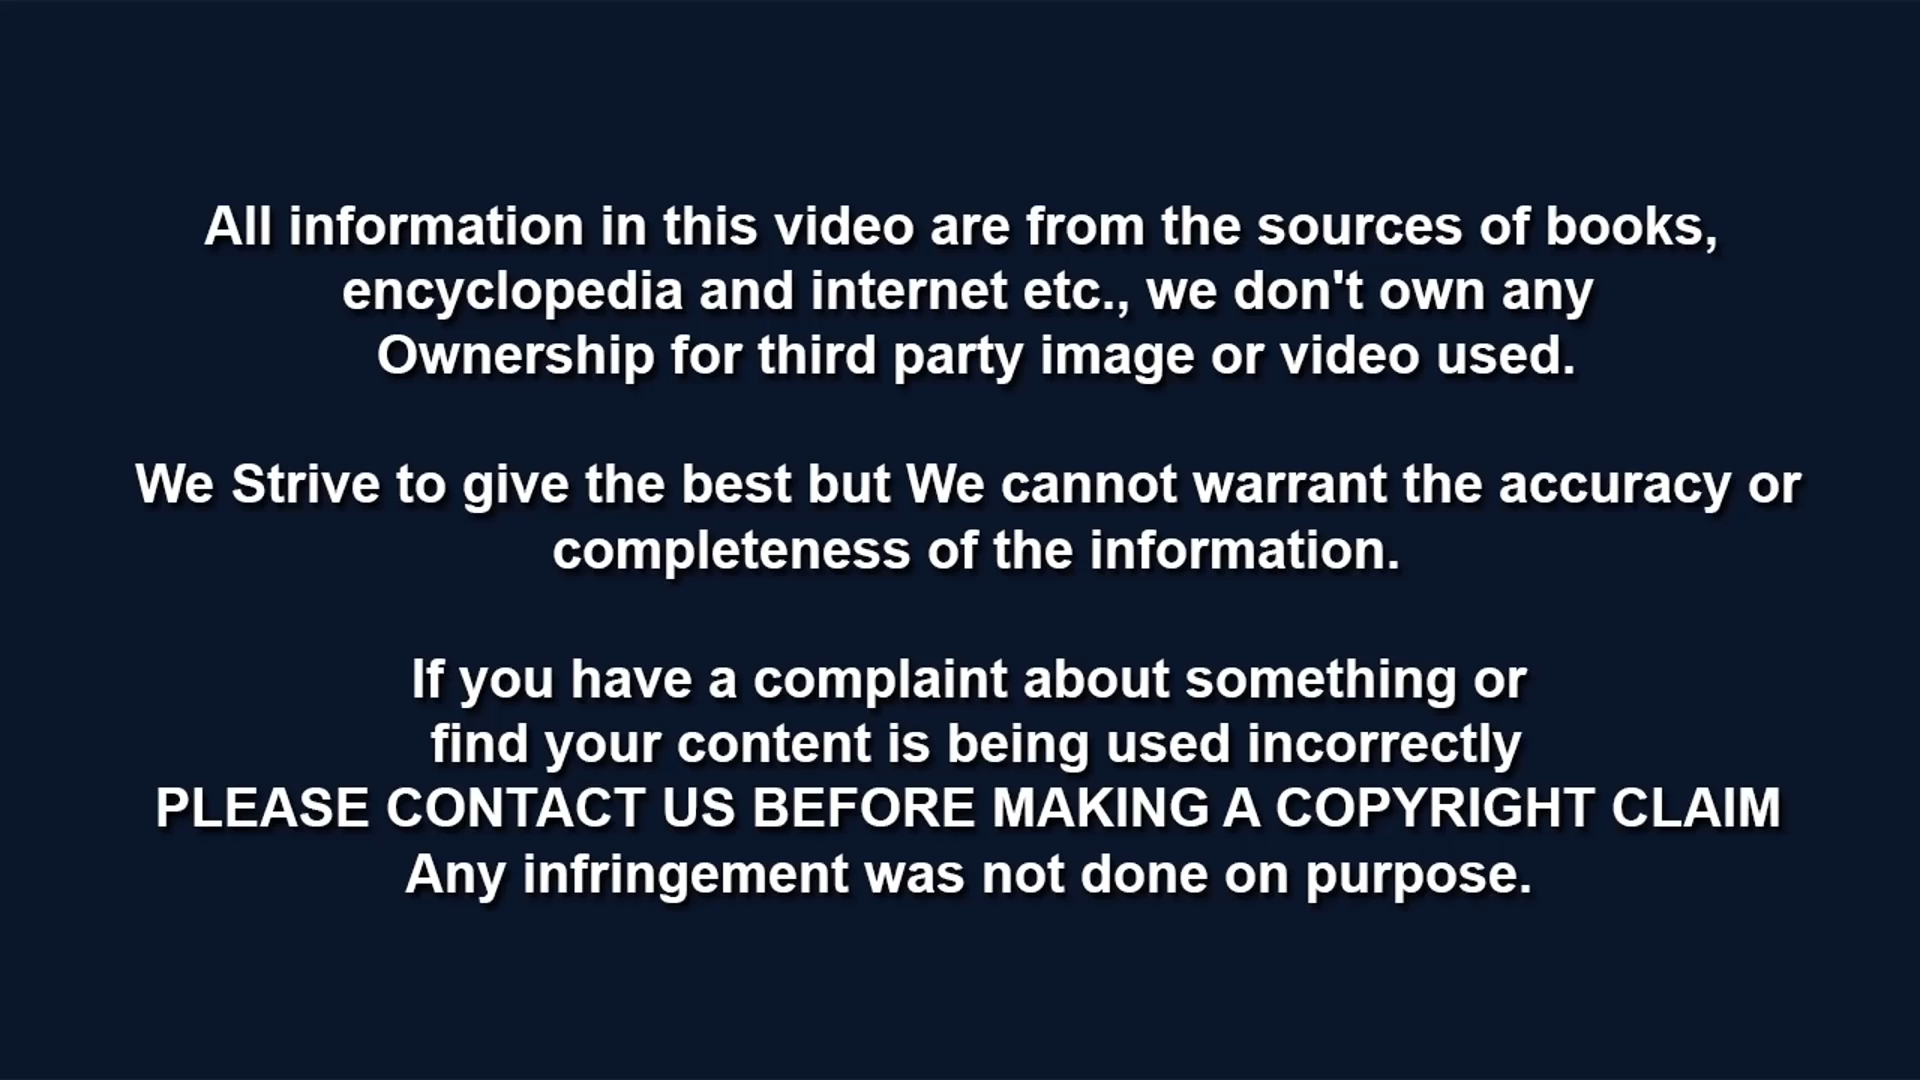 All information in this video are from the sources of books,
encyclopedia and internet etc., we don't own any
Ownership for third party image or video used.
We Strive to give the best but We cannot warrant the accuracy or
completeness of the information.
If you have a complaint about something or
find your content is being used incorrectly
PLEASE CONTACT US BEFORE MAKING A COPYRIGHT CLAIM
Any infringement was not done on purpose.